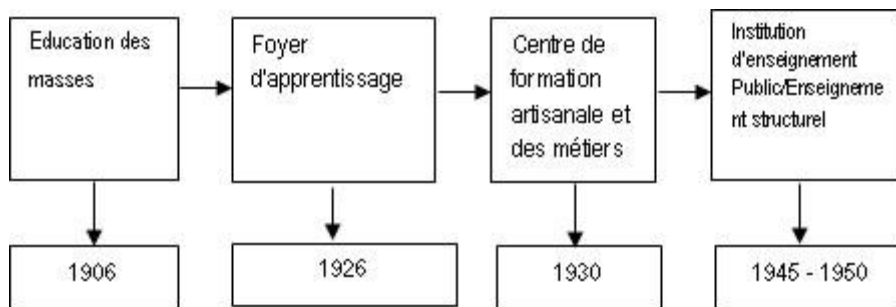 Education des
masses
Foyer
d'apprentissage
Centre de
formation
artisanale et
des métiers
Institution
d'enseignement
Public/Enseigneme
nt structurel
1906
1926
1930
1945 - 1950